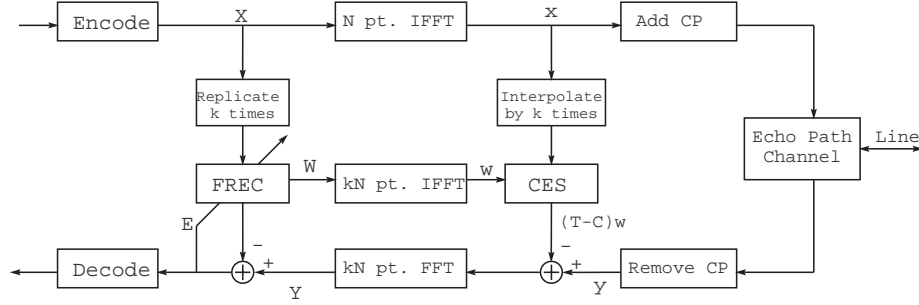 Encode
X
N pt. IFFT
x
Add CP
Replicate
k times
Interpolate
by k times
Echo Path
Channel
Line
FREC
W
kN pt. IFFT
w
CES
E
(T-C)w
-
-
+
+
Decode
Y
kN pt. FFT
y
Remove CP